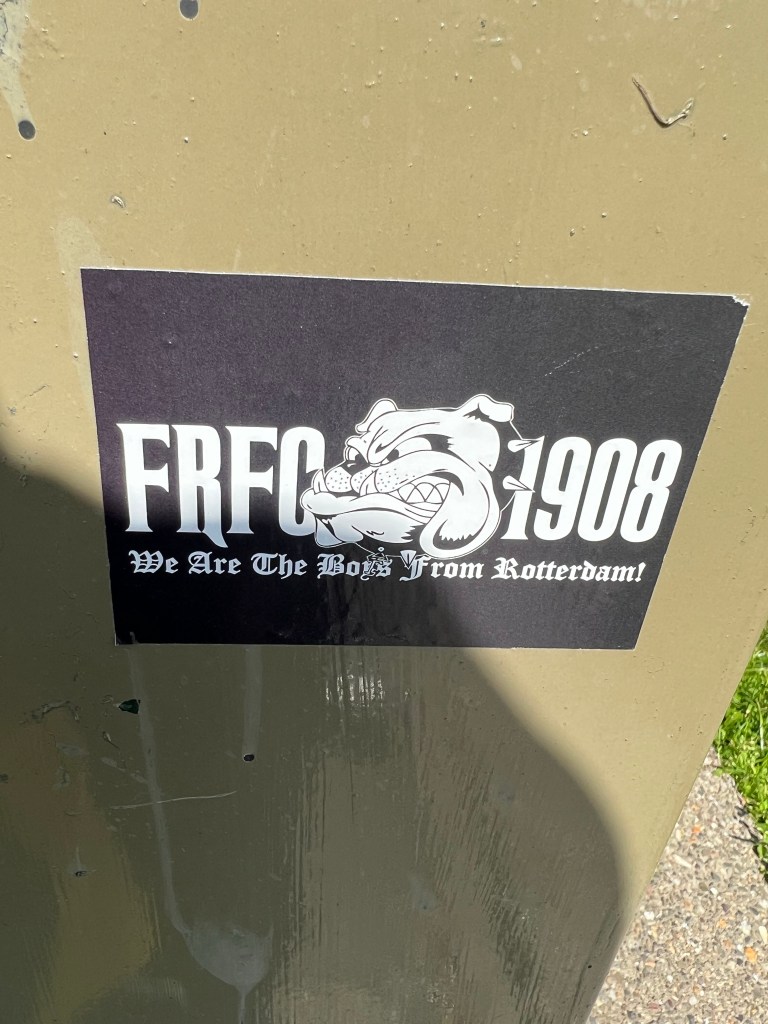 FRFC 1908
We Are The Boys From Rotterdam!